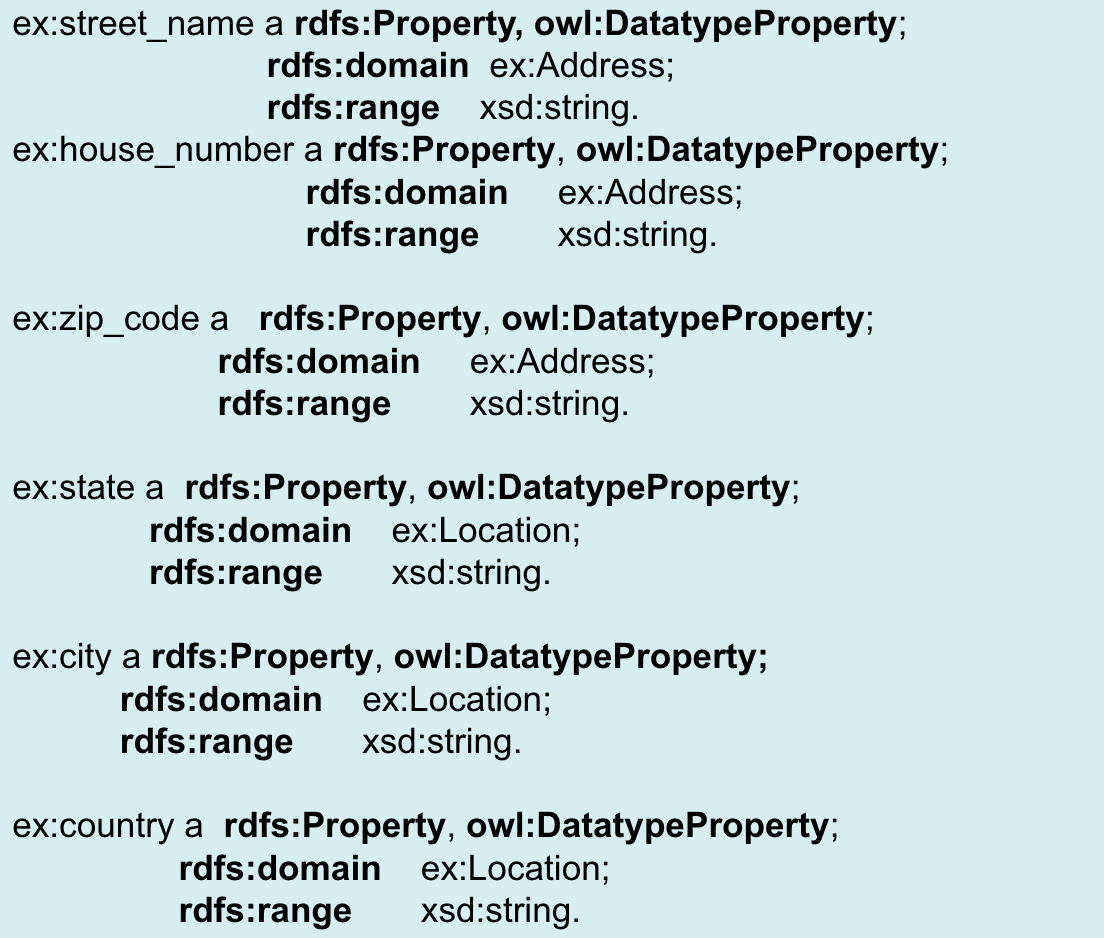 ex:street_name a rdfs:Property, owl:DatatypeProperty;
rdfs:domain ex:Address;
rdfs:range xsd:string.
ex:house_number a rdfs:Property, owl:DatatypeProperty;
rdfs:domain ex:Address;
rdfs:range xsd:string.
ex:zip_code a rdfs:Property, owl:DatatypeProperty;
rdfs:domain ex:Address;
rdfs:range xsd:string.
ex:state a rdfs:Property, owl:DatatypeProperty;
rdfs:domain ex:Location;
rdfs:range xsd:string.
ex:city a rdfs:Property, owl:DatatypeProperty;
rdfs:domain ex:Location;
rdfs:range xsd:string.
ex:country a rdfs:Property, owl:DatatypeProperty;
rdfs:domain ex:Location;
rdfs:range xsd:string.